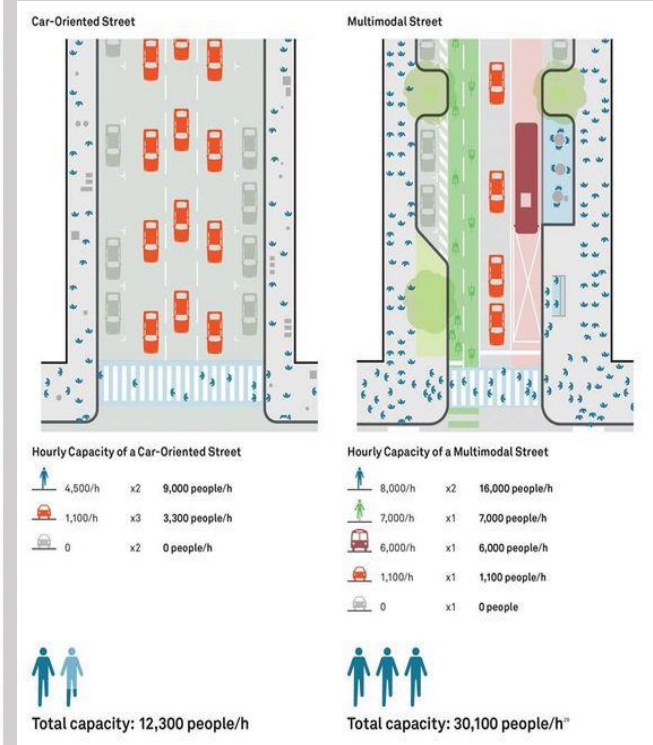 Car-Oriented Street
Hourly Capacity of a Car-Oriented Street
4,500/h x2 9,000 people/h
1,100/h x3 3,300 people/h
0 x2 0 people/h
Total capacity: 12,300 people/h
Multimodal Street
Hourly Capacity of a Multimodal Street
8,000/h x2 16,000 people/h
7,000/h x1 7,000 people/h
6,000/h x1 6,000 people/h
1,100/h x1 1,100 people/h
0 x1 0 people
Total capacity: 30,100 people/h